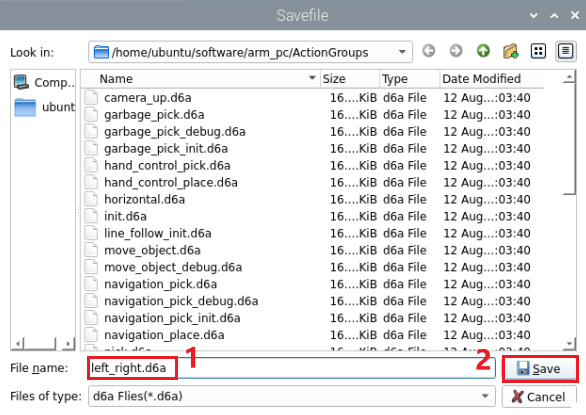 Savefile
Look in: /home/ubuntu/software/arm_pc/ActionGroups
Comp...
ubunt
Name Size Type Date Modified
camera_up.d6a 16....KiB d6a File 12 Aug...:03:40
garbage_pick.d6a 16....KiB d6a File 12 Aug...:03:40
garbage_pick_debug.d6a 16....KiB d6a File 12 Aug...:03:40
garbage_pick_init.d6a 16....KiB d6a File 12 Aug...:03:40
hand_control_pick.d6a 16....KiB d6a File 12 Aug...:03:40
hand_control_place.d6a 16....KiB d6a File 12 Aug...:03:40
horizontal.d6a 16....KiB d6a File 12 Aug...:03:40
init.d6a 16....KiB d6a File 12 Aug...:03:40
line_follow_init.d6a 16....KiB d6a File 12 Aug...:03:40
move_object.d6a 16....KiB d6a File 12 Aug...:03:40
move_object_debug.d6a 16....KiB d6a File 12 Aug...:03:40
navigation_pick.d6a 16....KiB d6a File 12 Aug...:03:40
navigation_pick_debug.d6a 16....KiB d6a File 12 Aug...:03:40
navigation_pick_init.d6a 16....KiB d6a File 12 Aug...:03:40
navigation_place.d6a 16....KiB d6a File 12 Aug...:03:40
1 2
File name: left_right.d6a Save
Files of type: d6a Flies(*.d6a) Cancel